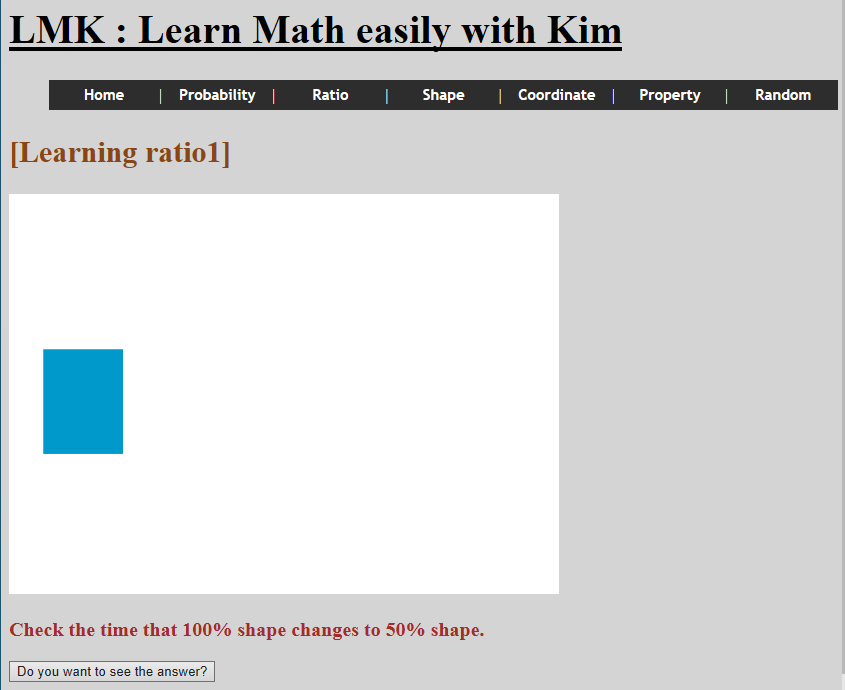 LMK : Learn Math easily with Kim
Home | Probability | Ratio | Shape | Coordinate | Property | Random
[Learning ratio1]
Check the time that 100% shape changes to 50% shape.
Do you want to see the answer?